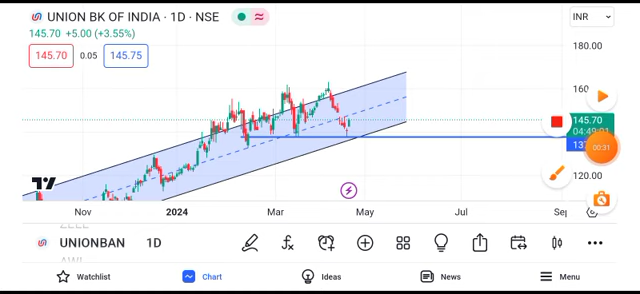 UNION BK OF INDIA · 1D · NSE
INR
145.70 +5.00 (+3.55%)
145.70 0.05 145.75
180.00
160
145.70
04:49:01
137
00:31
120.00
Nov 2024 Mar May Jul Sep
UNIONBAN 1D
Watchlist Chart Ideas News Menu